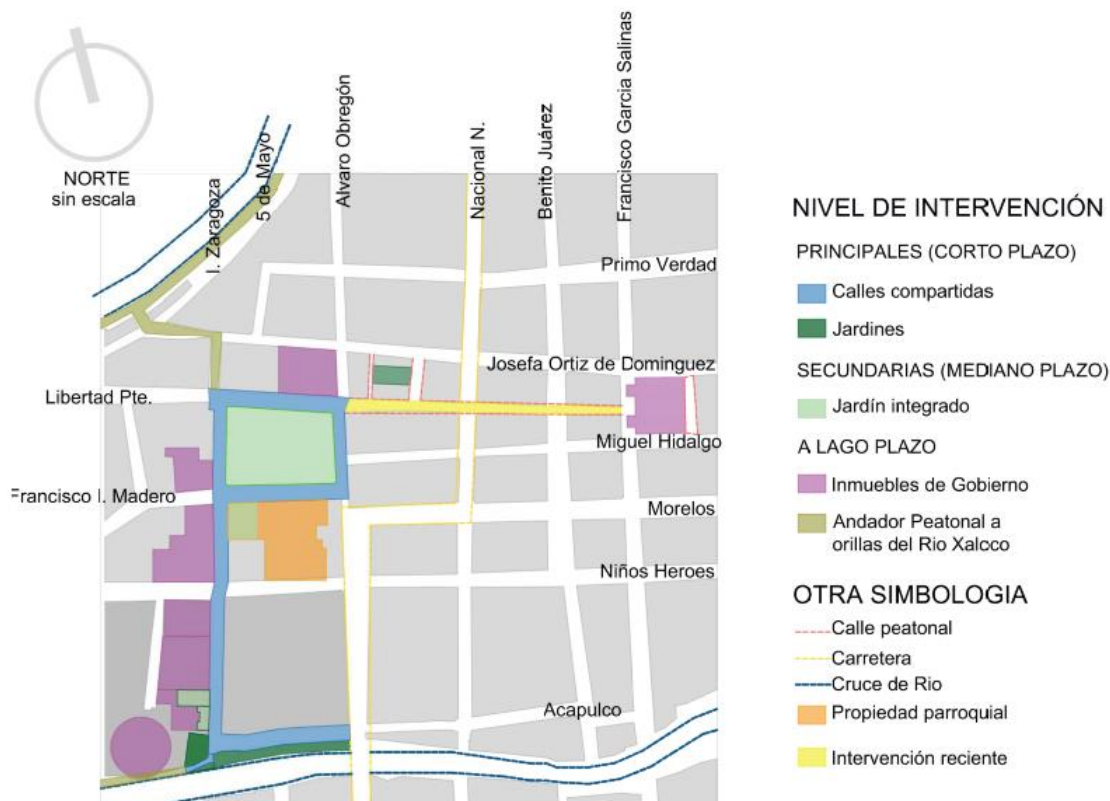 NORTE
sin escala
I. Zaragoza
5 de Mayo
Alvaro Obregón
Nacional N.
Benito Juárez
Francisco Garcia Salinas
Primo Verdad
Josefa Ortiz de Dominguez
Libertad Pte.
Miguel Hidalgo
Francisco I. Madero
Morelos
Niños Heroes
Acapulco
NIVEL DE INTERVENCIÓN
PRINCIPALES (CORTO PLAZO)
Calles compartidas
Jardines
SECUNDARIAS (MEDIANO PLAZO)
Jardín integrado
A LAGO PLAZO
Inmuebles de Gobierno
Andador Peatonal a
orillas del Rio Xalcco
OTRA SIMBOLOGIA
Calle peatonal
Carretera
Cruce de Rio
Propiedad parroquial
Intervención reciente